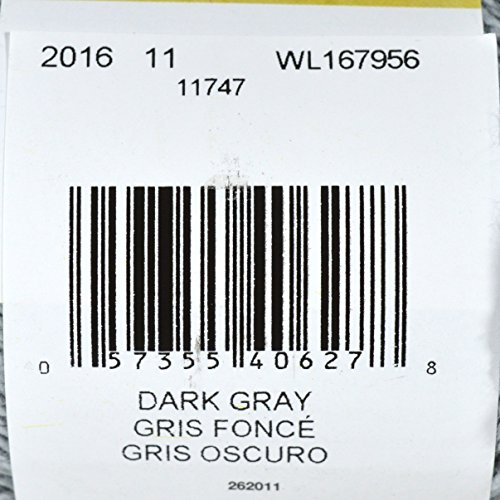 2016 11 WL167956
11747
0 57355 40627 8
DARK GRAY
GRIS FONCÉ
GRIS OSCURO
262011